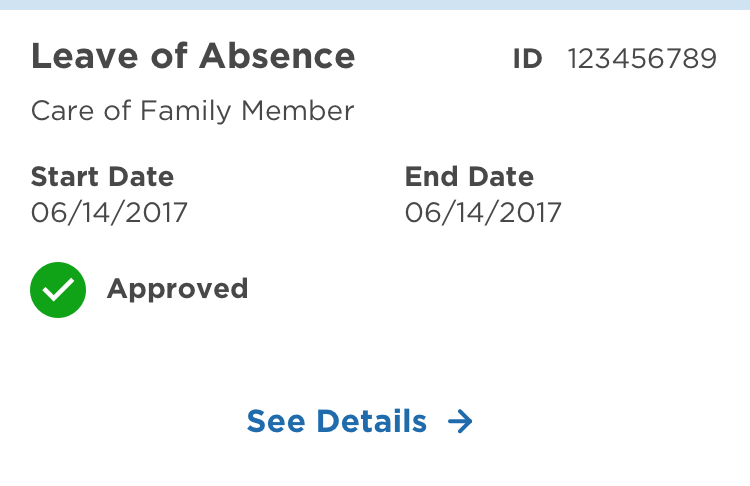 Leave of Absence ID 123456789
Care of Family Member
Start Date End Date
06/14/2017 06/14/2017
Approved
See Details →